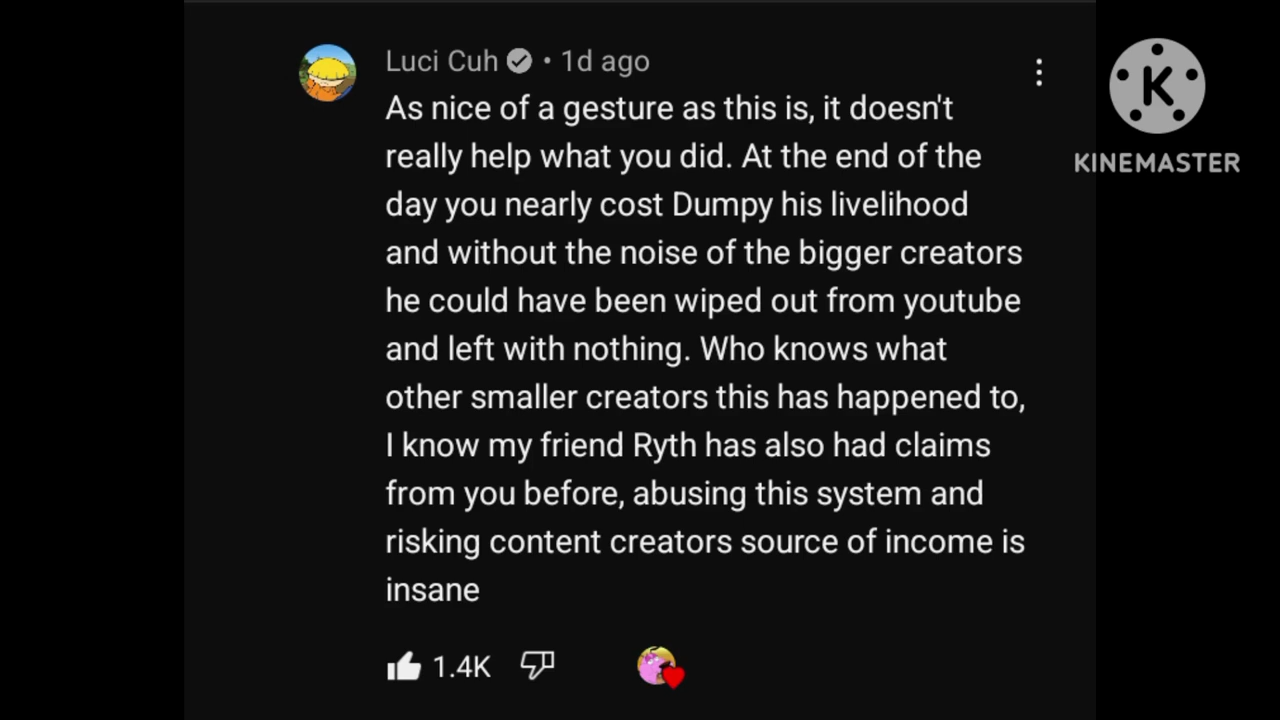 Luci Cuh • 1d ago
As nice of a gesture as this is, it doesn't
really help what you did. At the end of the
day you nearly cost Dumpy his livelihood
and without the noise of the bigger creators
he could have been wiped out from youtube
and left with nothing. Who knows what
other smaller creators this has happened to,
I know my friend Ryth has also had claims
from you before, abusing this system and
risking content creators source of income is
insane
1.4K
K
KINEMASTER